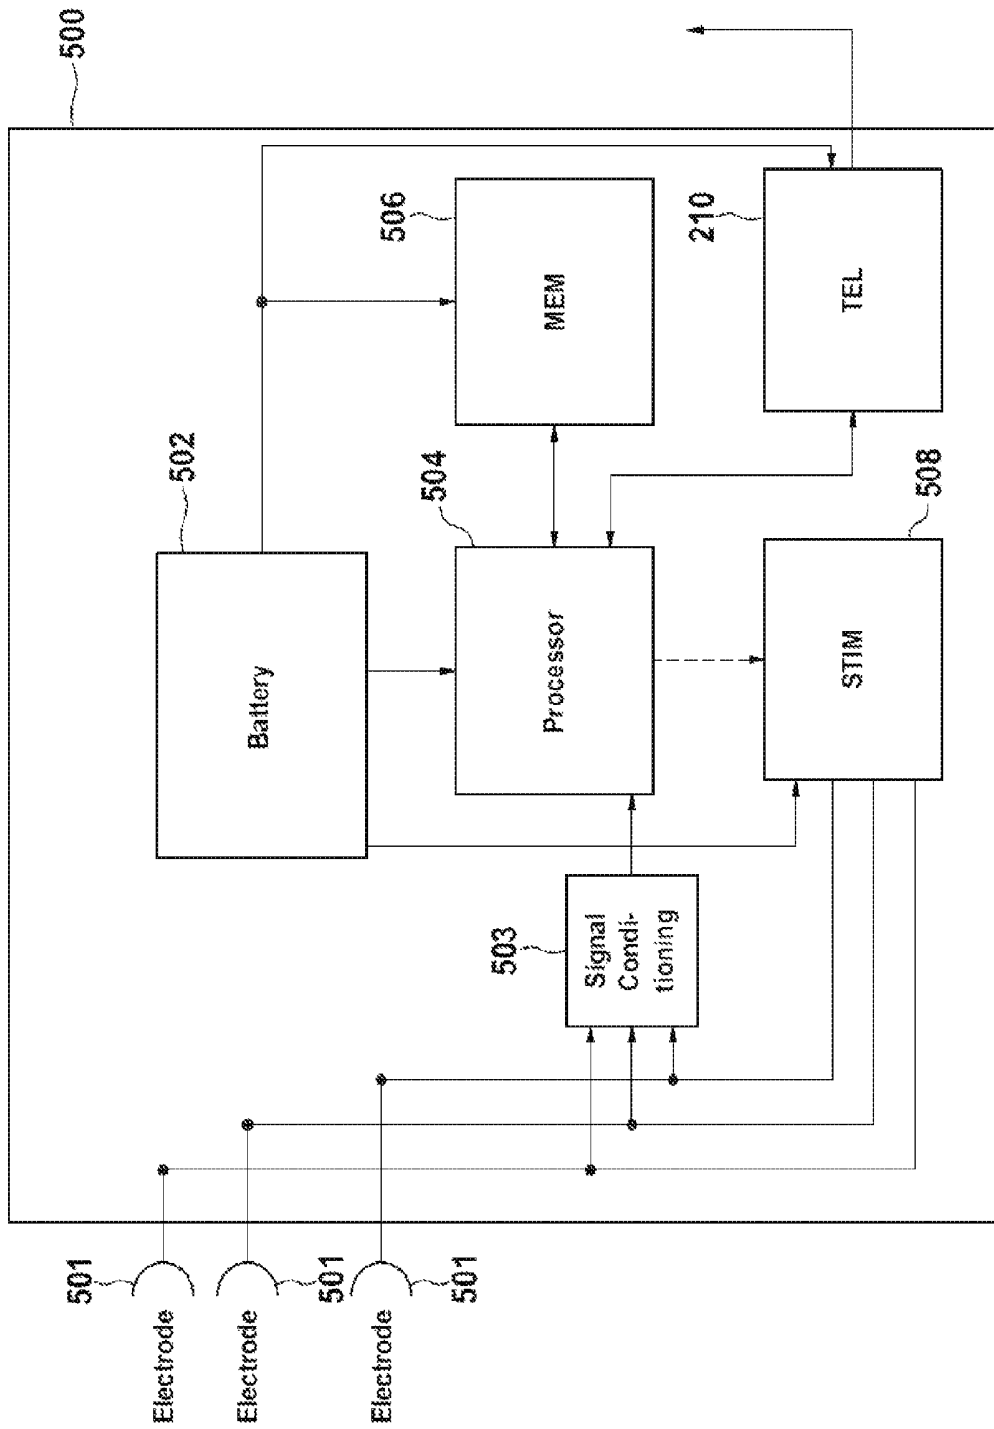 500
Electrode
501
Electrode
501
Electrode
501
Battery
502
Signal
Condi-
tioning
503
Processor
504
MEM
506
STIM
508
TEL
210